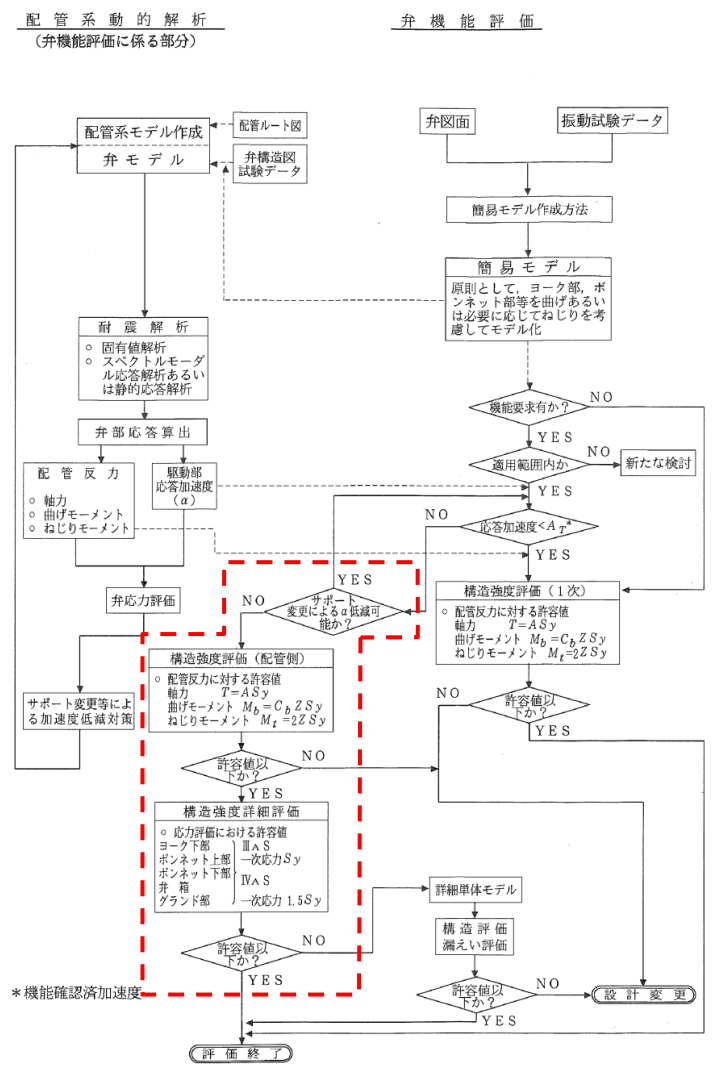 配管系動的解析
(弁機能評価に係る部分)
弁機能評価
配管系モデル作成
弁モデル
配管ルート図
弁構造図
試験データ
弁図面
振動試験データ
簡易モデル作成方法
簡易モデル
原則として，ヨーク部，ボ
ンネット部等を曲げあるい
は必要に応じてねじりを考
慮してモデル化
耐震解析
○ 固有値解析
○ スペクトルモーダ
ル応答解析あるい
は静的応答解析
弁部応答算出
配管反力
○ 軸力
○ 曲げモーメント
○ ねじりモーメント
駆動部
応答加速度
(α)
弁応力評価
サポート変更等によ
る加速度低減対策
機能要求有か？
NO
YES
適用範囲内か
NO
新たな検討
YES
応答加速度<A_T*
NO
YES
構造強度評価(1次)
○ 配管反力に対する許容値
軸力 T=ASy
曲げモーメント M_b=C_b ZSy
ねじりモーメント M_t=2ZSy
許容値以
下か？
NO
YES
サポート
変更によるα低減可
能か？
YES
NO
構造強度評価(配管側)
○ 配管反力に対する許容値
軸力 T=ASy
曲げモーメント M_b=C_b ZSy
ねじりモーメント M_t=2ZSy
許容値以
下か？
NO
YES
構造強度詳細評価
○ 応力評価における許容値
ヨーク下部
ボンネット上部
ⅢAS
一次応力Sy
ボンネット下部
弁箱
グランド部
ⅣAS
一次応力 1.5Sy
許容値以
下か？
NO
YES
詳細単体モデル
構造評価
漏えい評価
許容値以
下か？
NO
YES
設計変更
評価終了
＊機能確認済加速度